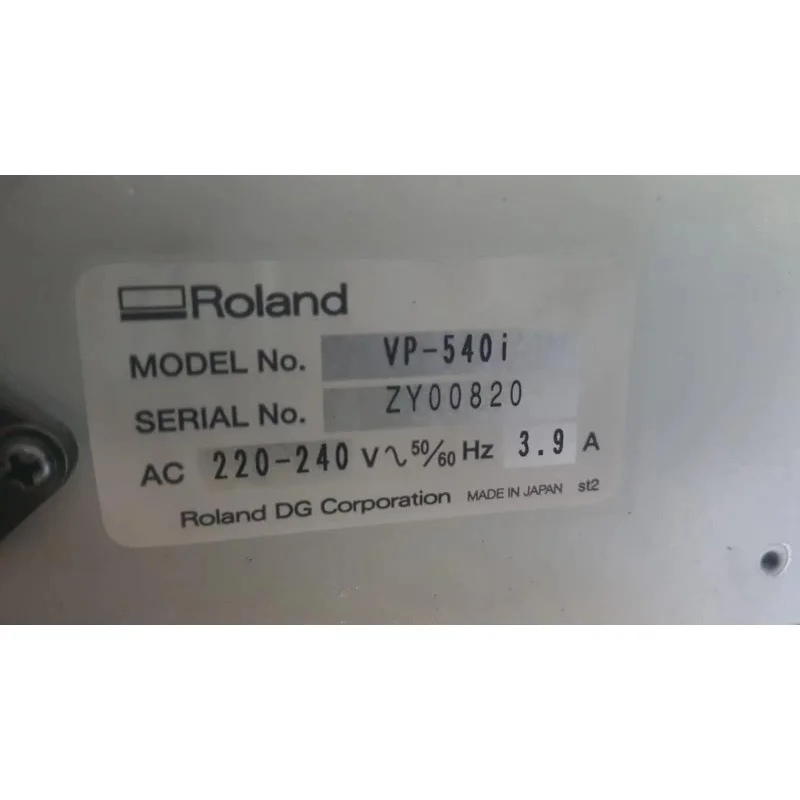 Roland
MODEL No. VP-540i
SERIAL No. ZY00820
AC 220-240 V∿ 50/60 Hz 3.9 A
Roland DG Corporation MADE IN JAPAN st2